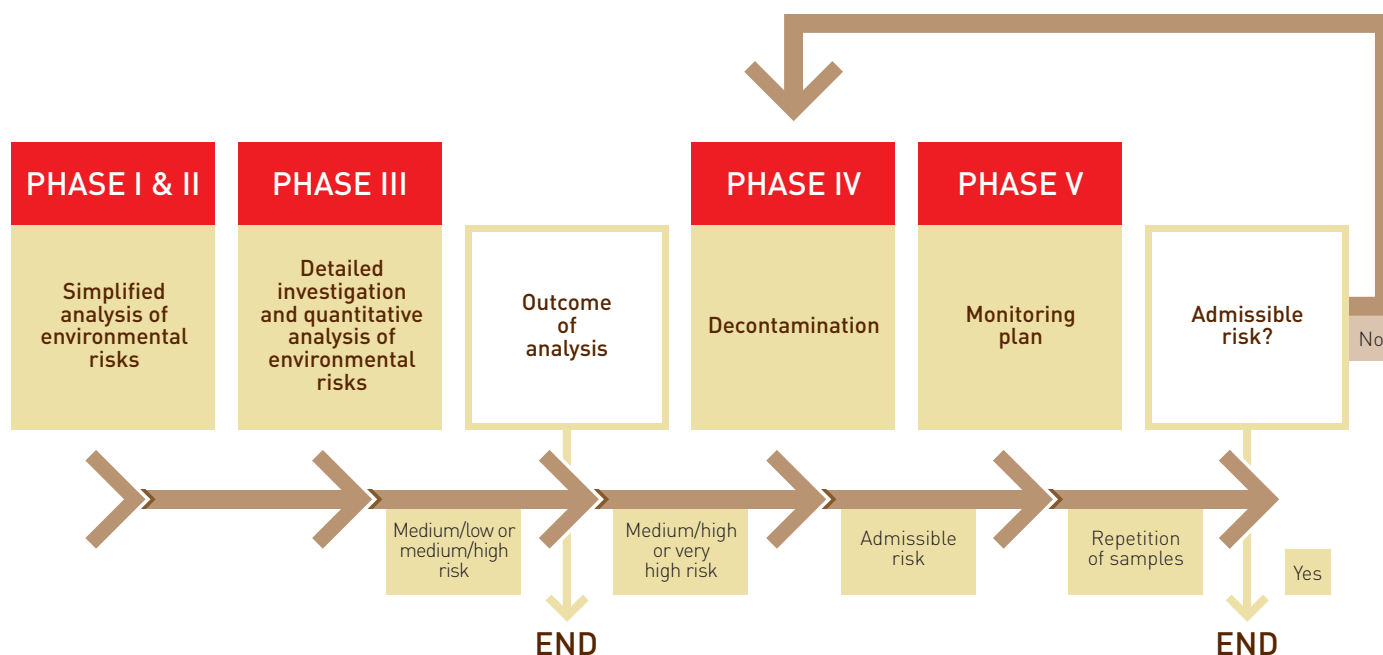 PHASE I & II
Simplified
analysis of
environmental
risks
PHASE III
Detailed
investigation
and quantitative
analysis of
environmental
risks
Outcome
of
analysis
PHASE IV
Decontamination
PHASE V
Monitoring
plan
Admissible
risk?
No
Medium/low or
medium/high
risk
Medium/high
or very
high risk
Admissible
risk
Repetition
of samples
Yes
END
END